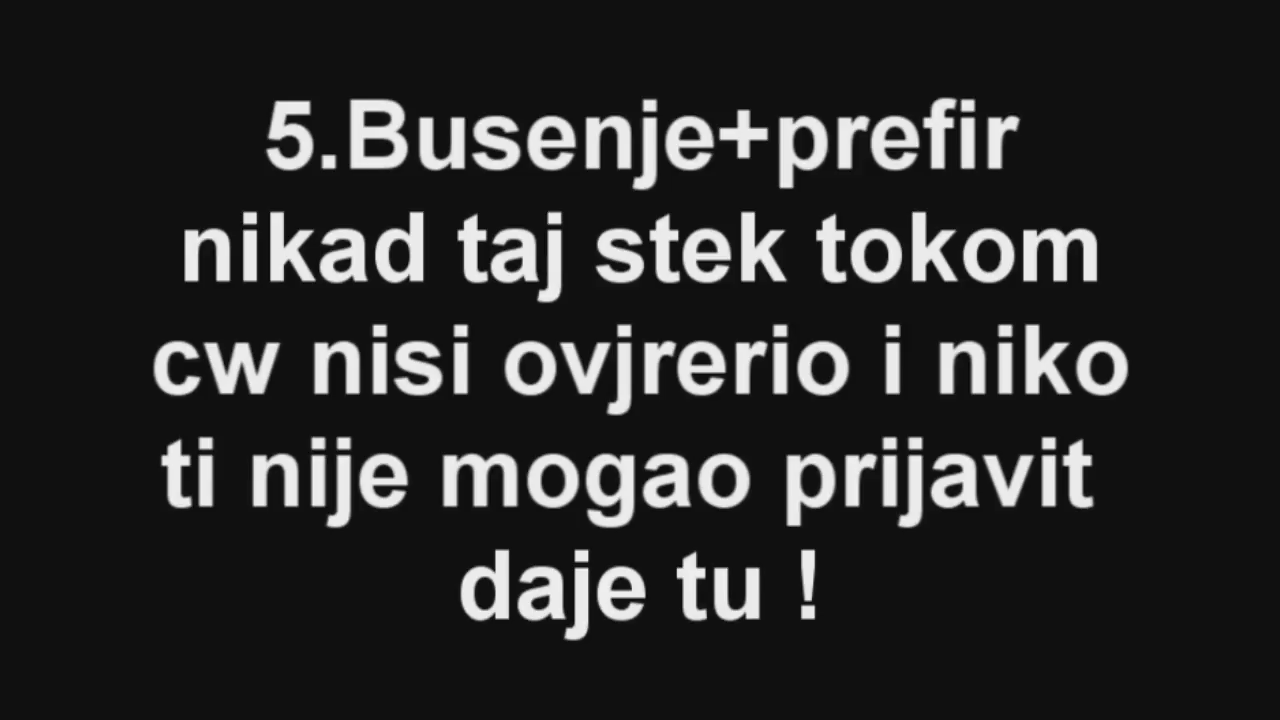 5.Busenje+prefir
nikad taj stek tokom
cw nisi ovjrerio i niko
ti nije mogao prijavit
daje tu !